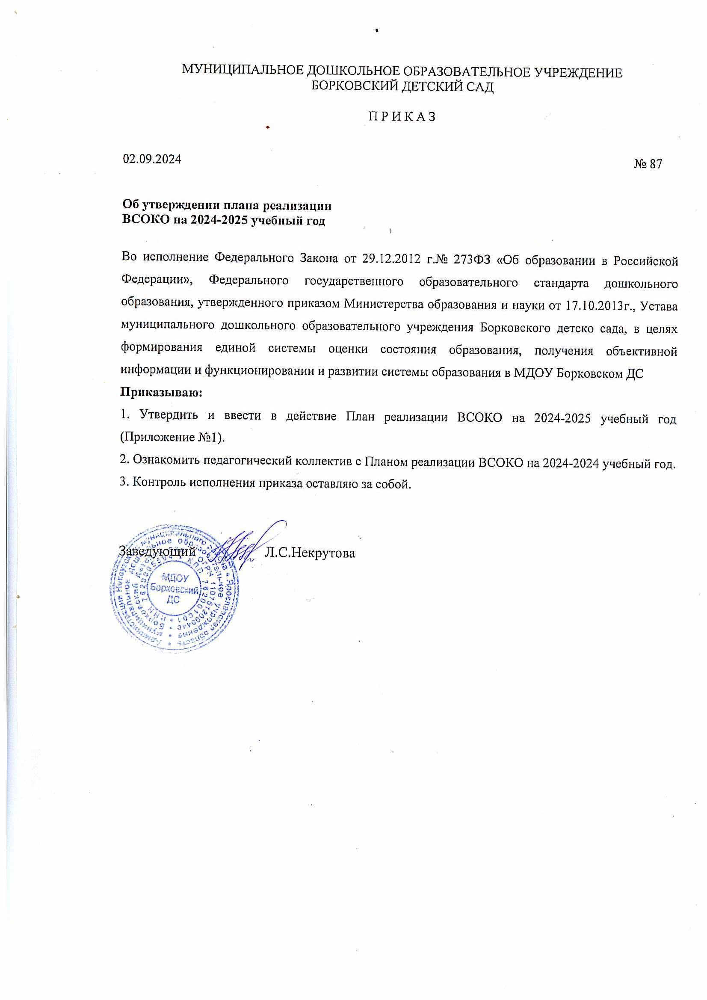 МУНИЦИПАЛЬНОЕ ДОШКОЛЬНОЕ ОБРАЗОВАТЕЛЬНОЕ УЧРЕЖДЕНИЕ
БОРКОВСКИЙ ДЕТСКИЙ САД
П Р И К А З
02.09.2024
№ 87
Об утверждении плана реализации
ВСОКО на 2024-2025 учебный год
Во исполнение Федерального Закона от 29.12.2012 г.№ 273ФЗ «Об образовании в Российской
Федерации», Федерального государственного образовательного стандарта дошкольного
образования, утвержденного приказом Министерства образования и науки от 17.10.2013г., Устава
муниципального дошкольного образовательного учреждения Борковского детско сада, в целях
формирования единой системы оценки состояния образования, получения объективной
информации и функционировании и развитии системы образования в МДОУ Борковском ДС
Приказываю:
1. Утвердить и ввести в действие План реализации ВСОКО на 2024-2025 учебный год
(Приложение №1).
2. Ознакомить педагогический коллектив с Планом реализации ВСОКО на 2024-2024 учебный год.
3. Контроль исполнения приказа оставляю за собой.
Заведующий Л.С.Некрутова
МДОУ
Борковский
ДС